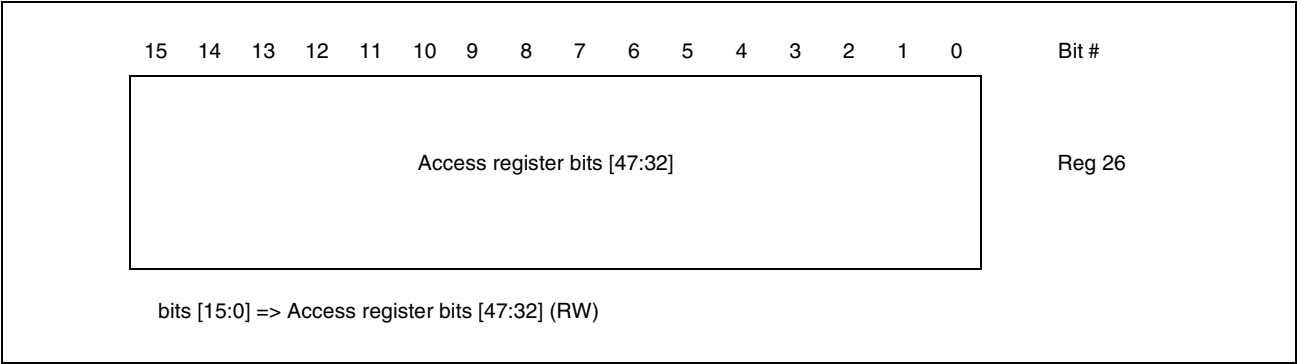 15 14 13 12 11 10 9 8 7 6 5 4 3 2 1 0 Bit #
Access register bits [47:32] Reg 26
bits [15:0] => Access register bits [47:32] (RW)